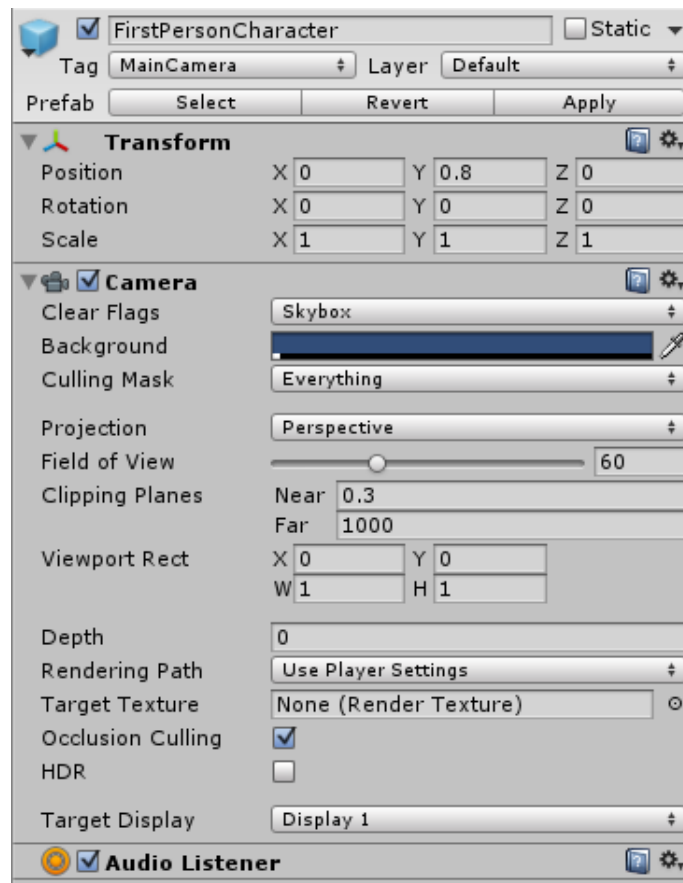 FirstPersonCharacter Static
Tag MainCamera Layer Default
Prefab Select Revert Apply
Transform
Position X 0 Y 0.8 Z 0
Rotation X 0 Y 0 Z 0
Scale X 1 Y 1 Z 1
Camera
Clear Flags Skybox
Background
Culling Mask Everything
Projection Perspective
Field of View 60
Clipping Planes Near 0.3
Far 1000
Viewport Rect X 0 Y 0
W 1 H 1
Depth 0
Rendering Path Use Player Settings
Target Texture None (Render Texture)
Occlusion Culling
HDR
Target Display Display 1
Audio Listener